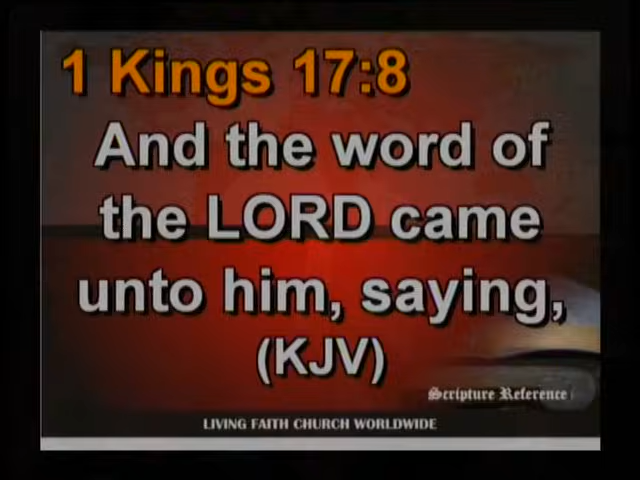 1 Kings 17:8
And the word of
the LORD came
unto him, saying,
(KJV)
Scripture Reference
LIVING FAITH CHURCH WORLDWIDE